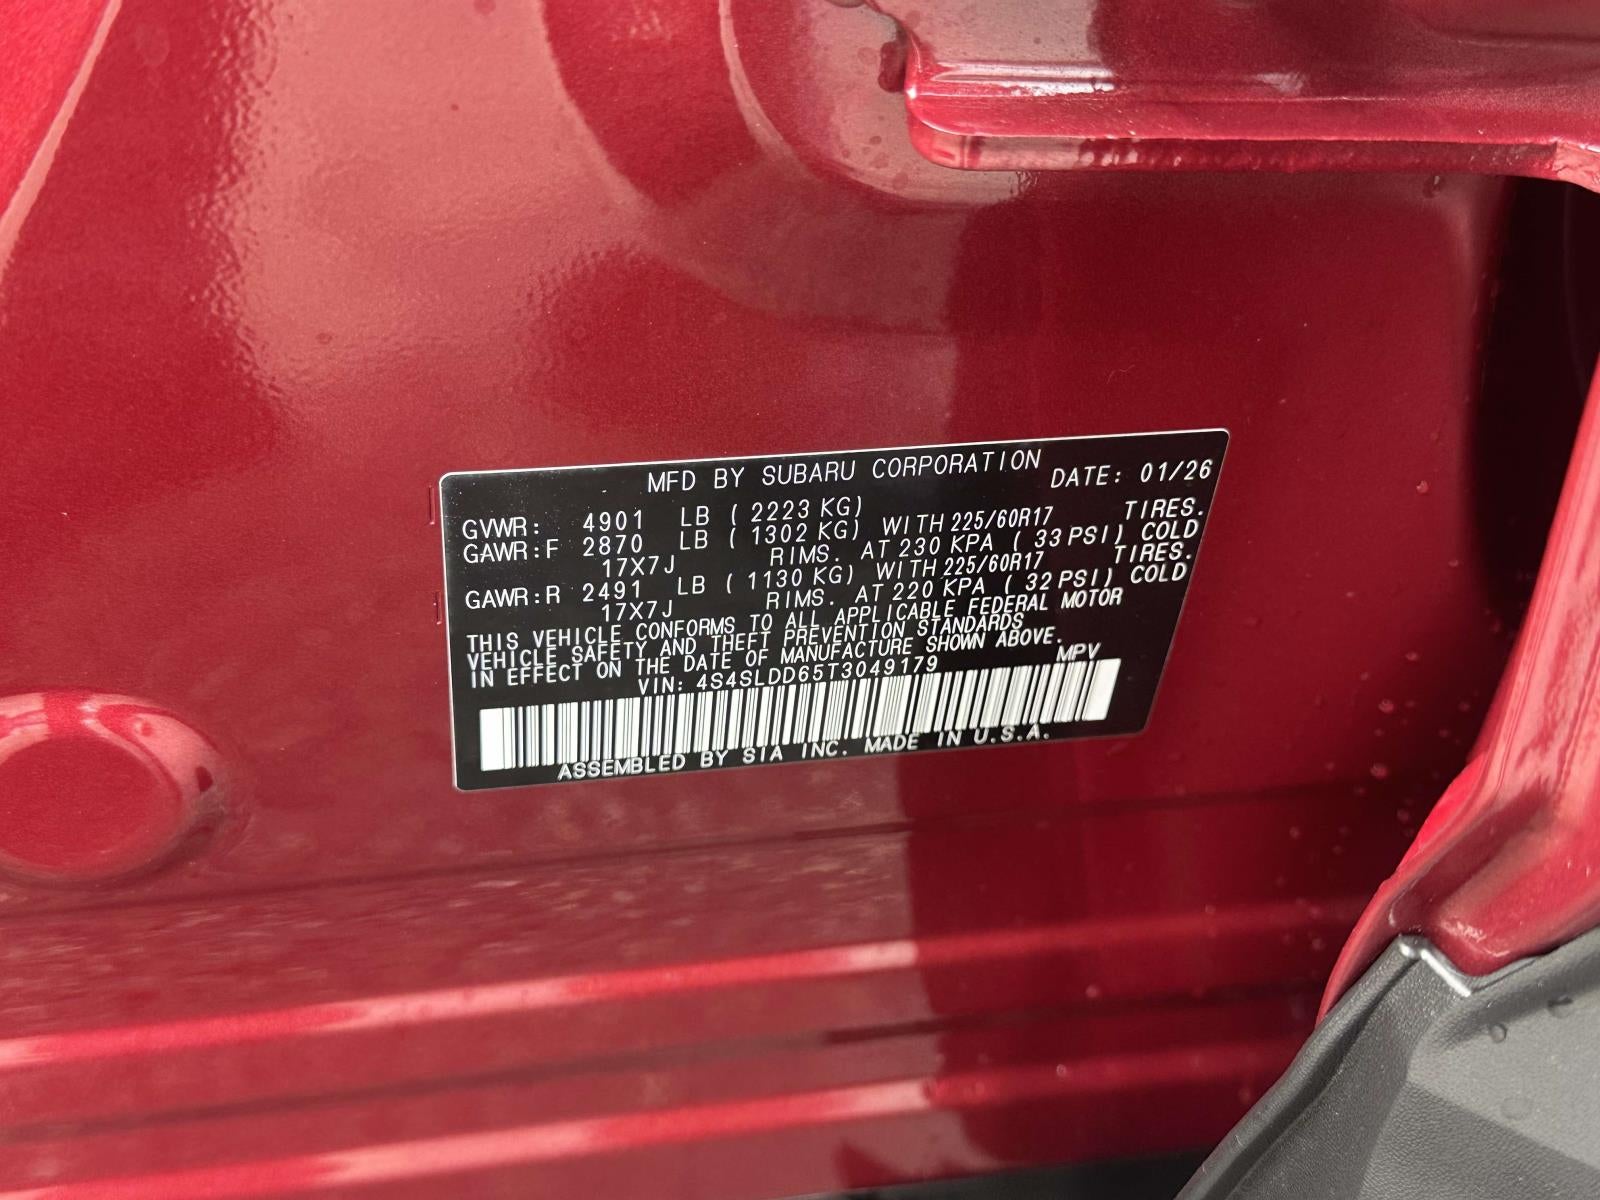 MFD BY SUBARU CORPORATION DATE: 01/26
GVWR: 4901 LB ( 2223 KG)
GAWR:F 2870 LB ( 1302 KG) WITH 225/60R17 TIRES.
17X7J RIMS. AT 230 KPA ( 33 PSI) COLD
GAWR:R 2491 LB ( 1130 KG) WITH 225/60R17 TIRES.
17X7J RIMS. AT 220 KPA ( 32 PSI) COLD
THIS VEHICLE CONFORMS TO ALL APPLICABLE FEDERAL MOTOR
VEHICLE SAFETY AND THEFT PREVENTION STANDARDS
IN EFFECT ON THE DATE OF MANUFACTURE SHOWN ABOVE.
VIN: 4S4SLDD65T3049179 MPV
ASSEMBLED BY SIA INC. MADE IN U.S.A.